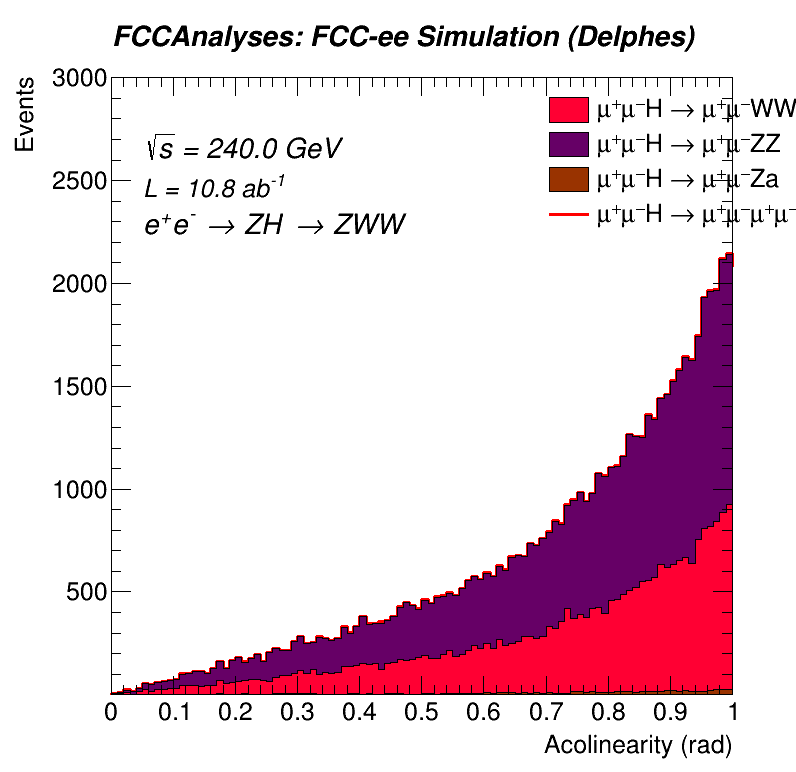 FCCAnalyses: FCC-ee Simulation (Delphes)
Events
3000
2500
2000
1500
1000
500
√s = 240.0 GeV
L = 10.8 ab⁻¹
e⁺e⁻ → ZH → ZWW
μ⁺μ⁻H → μ⁺μ⁻WW
μ⁺μ⁻H → μ⁺μ⁻ZZ
μ⁺μ⁻H → μ⁺μ⁻Za
μ⁺μ⁻H → μ⁺μ⁻μ⁺μ⁻
0 0.1 0.2 0.3 0.4 0.5 0.6 0.7 0.8 0.9 1
Acolinearity (rad)